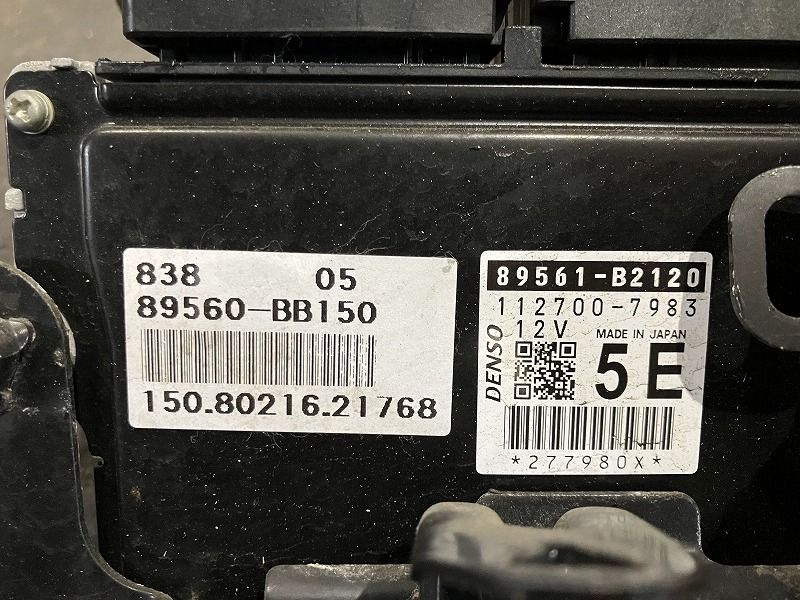 838 05
89560-BB150
150.80216.21768
89561-B2120
112700-7983
12V MADE IN JAPAN
DENSO
5E
*277980X*